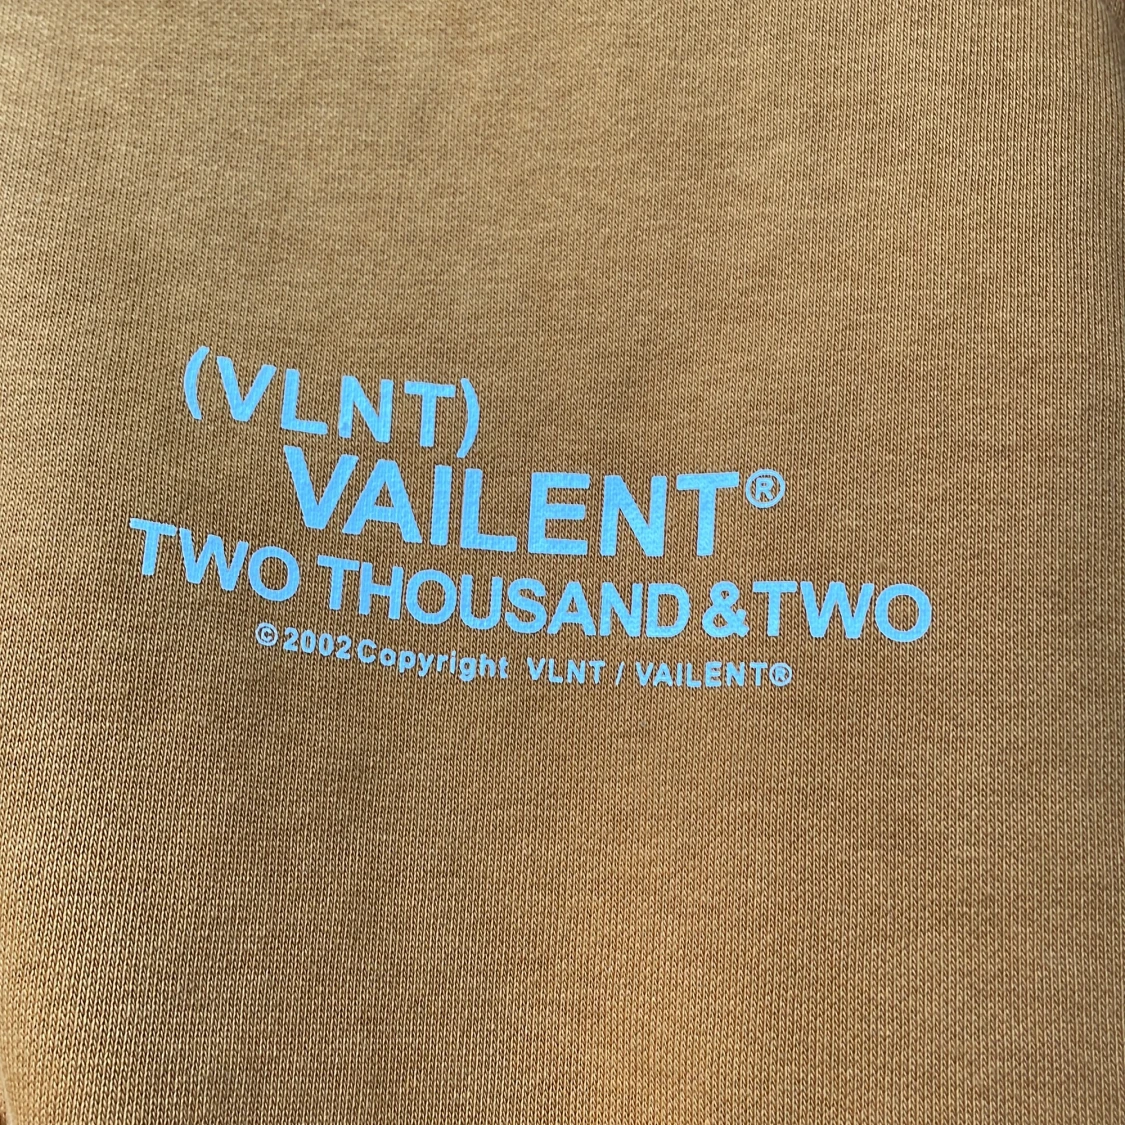 (VLNT)
VAILENT®
TWO THOUSAND & TWO
© 2002 Copyright VLNT / VAILENT®